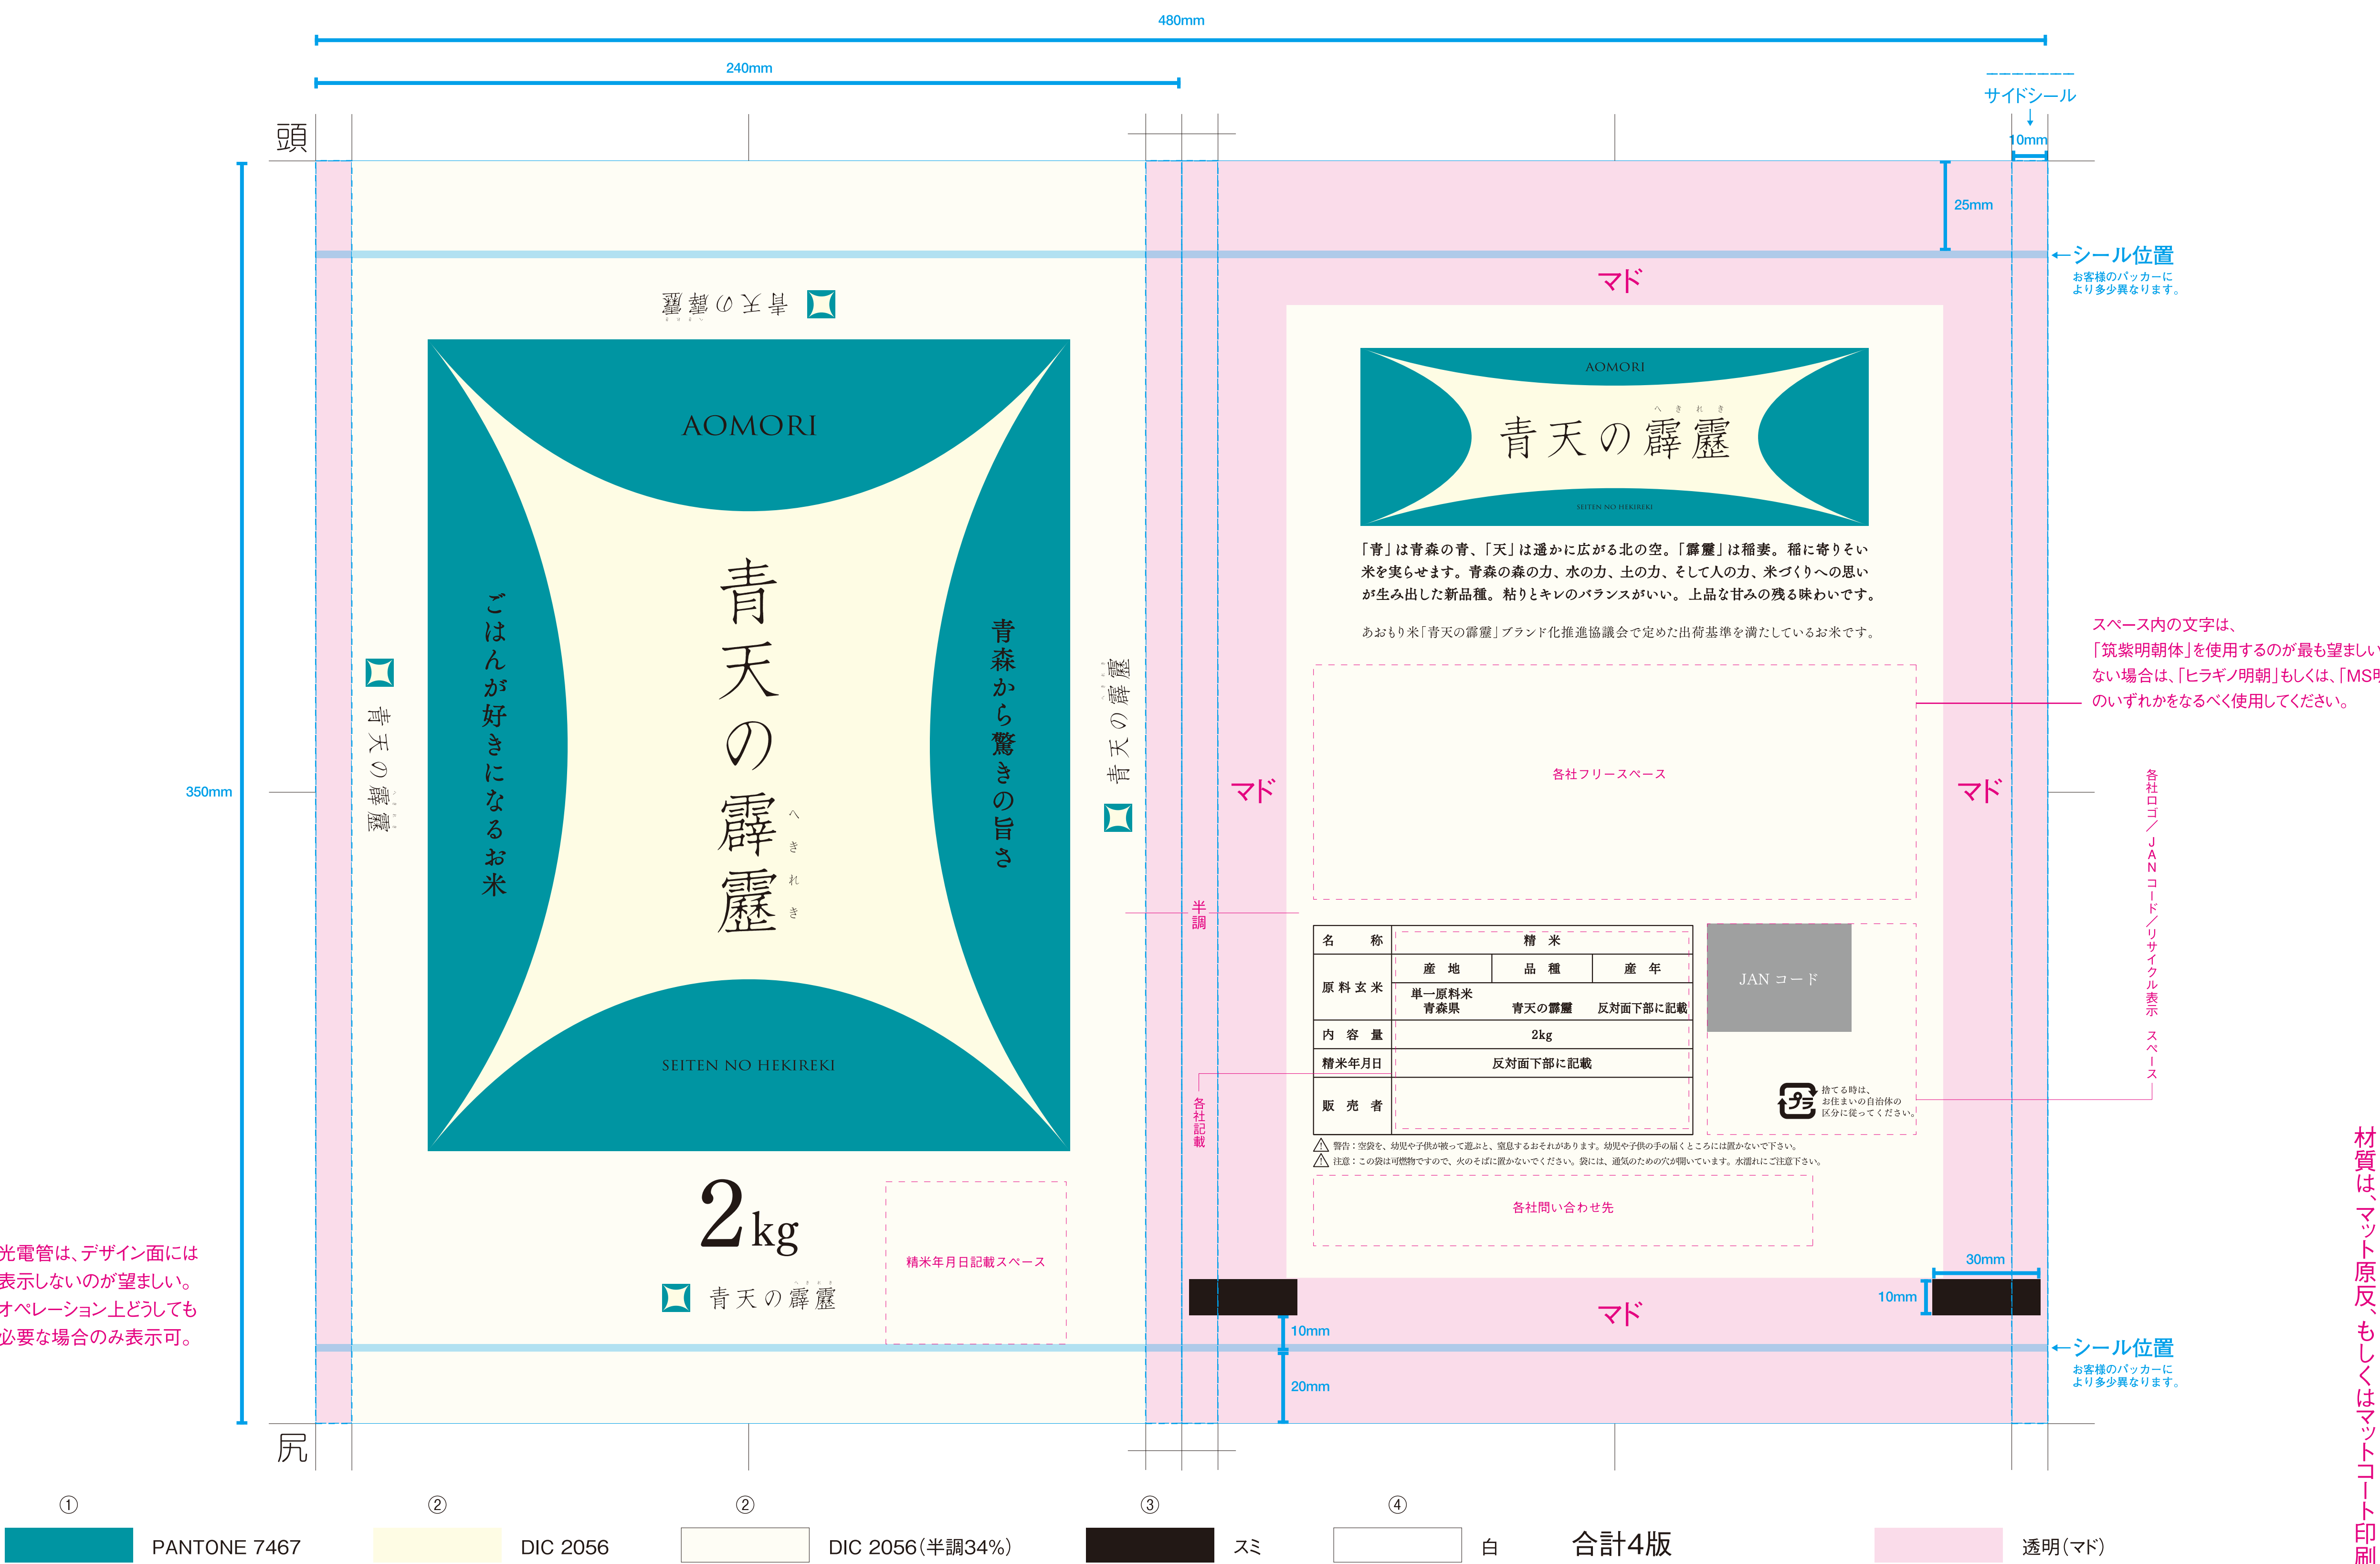 480mm
240mm
サイドシール
10mm
頭
25mm
シール位置
お客様のパッカーに
より多少異なります。
マド
青天の霹靂
へきれき
AOMORI
ごはんが好きになるお米
青天の霹靂
へきれき
青森から驚きの旨さ
SEITEN NO HEKIREKI
青天の霹靂
へきれき
青天の霹靂
へきれき
350mm
2kg
青天の霹靂
へきれき
精米年月日記載スペース
光電管は、デザイン面には
表示しないのが望ましい。
オペレーション上どうしても
必要な場合のみ表示可。
尻
AOMORI
青天の霹靂
へきれき
SEITEN NO HEKIREKI
「青」は青森の青、「天」は遥かに広がる北の空。「霹靂」は稲妻。稲に寄りそい
米を実らせます。青森の森の力、水の力、土の力、そして人の力、米づくりへの思い
が生み出した新品種。粘りとキレのバランスがいい。上品な甘みの残る味わいです。
あおもり米「青天の霹靂」ブランド化推進協議会で定めた出荷基準を満たしているお米です。
スペース内の文字は、
「筑紫明朝体」を使用するのが最も望ましい
ない場合は、「ヒラギノ明朝」もしくは、「MS明
のいずれかをなるべく使用してください。
マド
各社フリースペース
マド
半調
各社ロゴ／JANコード／リサイクル表示 スペース
名称 精米
原料玄米 産地 品種 産年
単一原料米
青森県 青天の霹靂 反対面下部に記載
内容量 2kg
精米年月日 反対面下部に記載
販売者
各社記載
JANコード
プラ
捨てる時は、
お住まいの自治体の
区分に従ってください。
警告：空袋を、幼児や子供が被って遊ぶと、窒息するおそれがあります。幼児や子供の手の届くところには置かないで下さい。
注意：この袋は可燃物ですので、火のそばに置かないでください。袋には、通気のための穴が開いています。水濡れにご注意下さい。
各社問い合わせ先
30mm
10mm
マド
10mm
20mm
シール位置
お客様のパッカーに
より多少異なります。
材質は、マット原反、もしくはマットコート印刷
① ② ② ③ ④
PANTONE 7467 DIC 2056 DIC 2056（半調34%） スミ 白 合計4版 透明（マド）